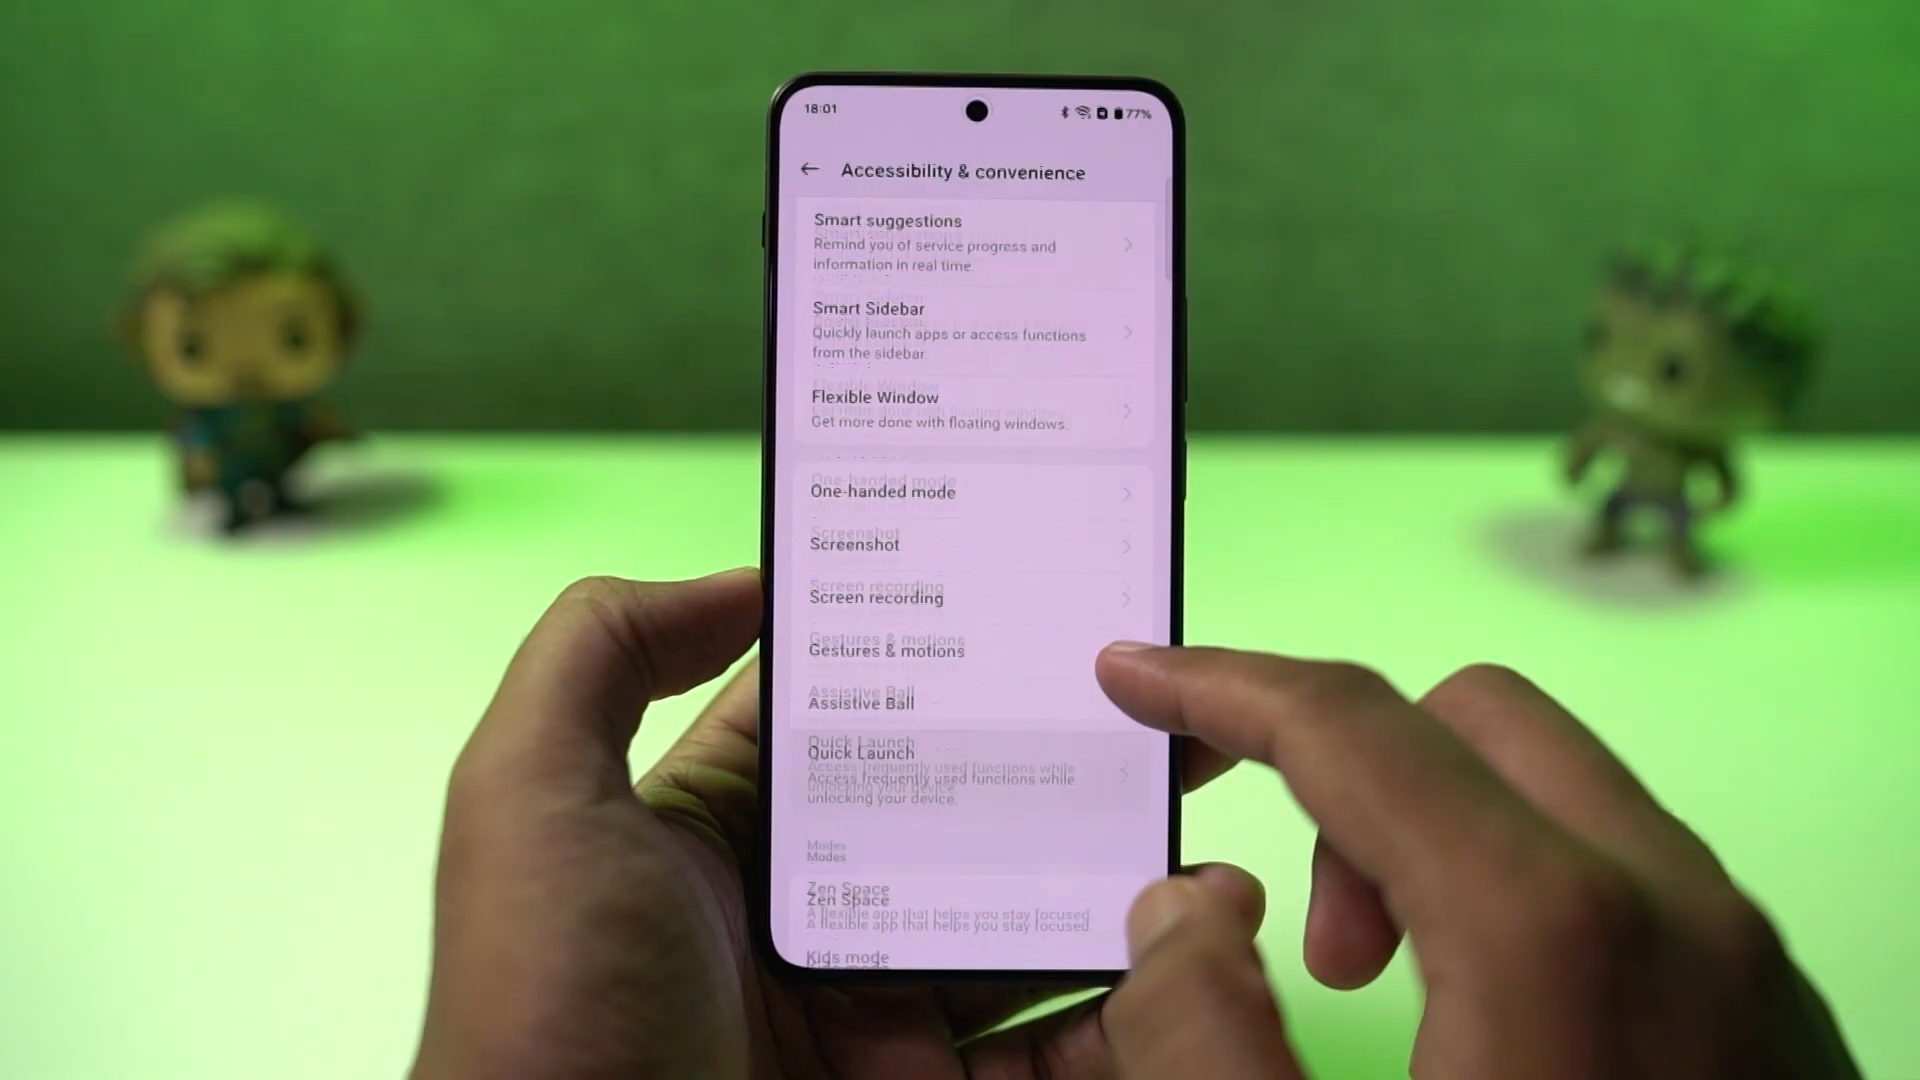 18:01
77%
Accessibility & convenience
Smart suggestions
Remind you of service progress and
information in real time.
Smart Sidebar
Quickly launch apps or access functions
from the sidebar.
Flexible Window
Get more done with floating windows.
One-handed mode
Screenshot
Screen recording
Gestures & motions
Assistive Ball
Quick Launch
Access frequently used functions while
unlocking your device.
Modes
Zen Space
A flexible app that helps you stay focused
Kids mode